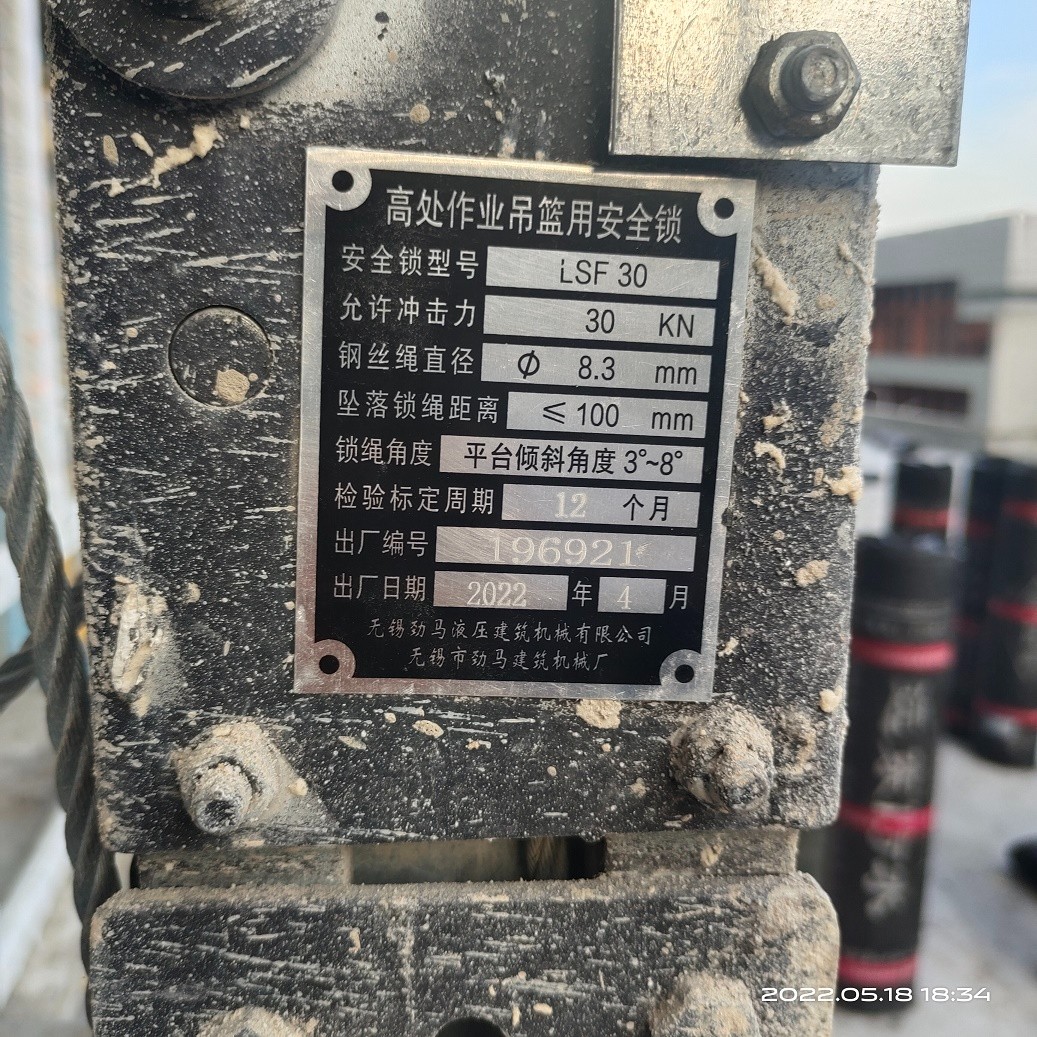 高处作业吊篮用安全锁
安全锁型号 LSF 30
允许冲击力 30 KN
钢丝绳直径 Ø 8.3 mm
坠落锁绳距离 ≤ 100 mm
锁绳角度 平台倾斜角度 3°~8°
检验标定周期 12 个月
出厂编号 196921
出厂日期 2022 年 4 月
无锡劲马液压建筑机械有限公司
无锡市劲马建筑机械厂
2022.05.18 18:34